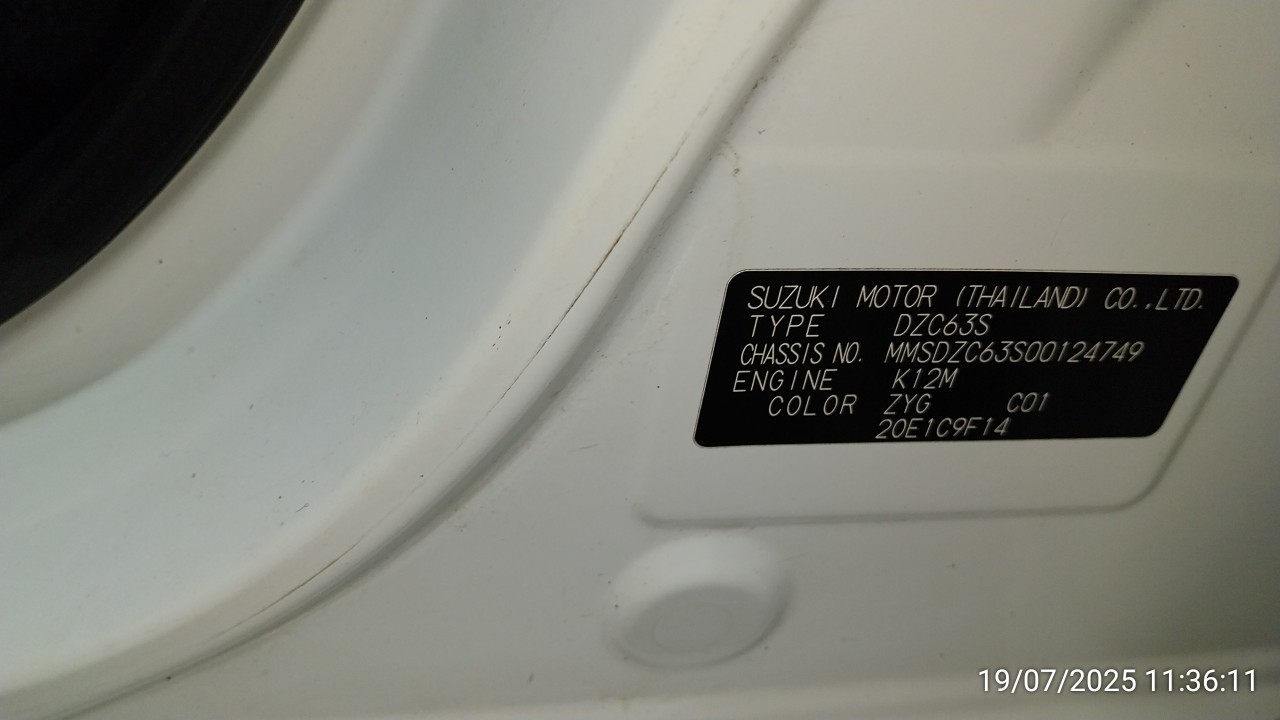 SUZUKI MOTOR (THAILAND) CO.,LTD.
TYPE DZC63S
CHASSIS NO. MMSDZC63S00124749
ENGINE K12M
COLOR ZYG C01
20E1C9F14
19/07/2025 11:36:11